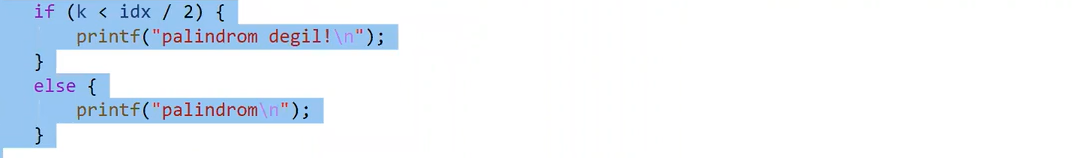 if (k < idx / 2) {
printf("palindrom degil!\n");
}
else {
printf("palindrom\n");
}